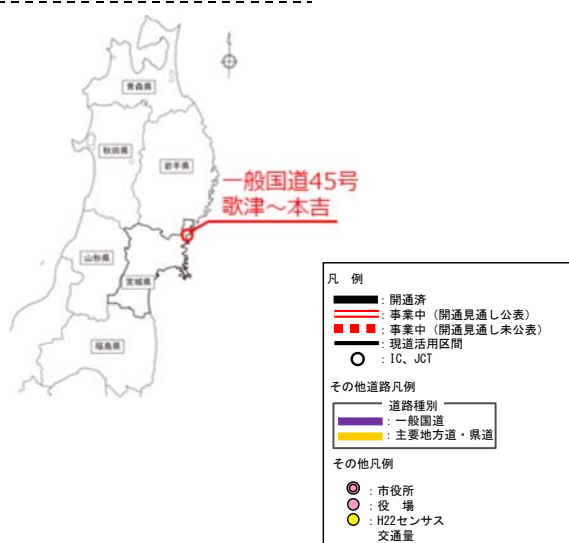 青森県
秋田県
岩手県
一般国道45号
歌津～本吉
山形県
宮城県
福島県
凡 例
：開通済
：事業中（開通見通し公表）
：事業中（開通見通し未公表）
：現道活用区間
：IC、JCT
その他道路凡例
道路種別
：一般国道
：主要地方道・県道
その他凡例
：市役所
：役 場
：H22センサス
交通量